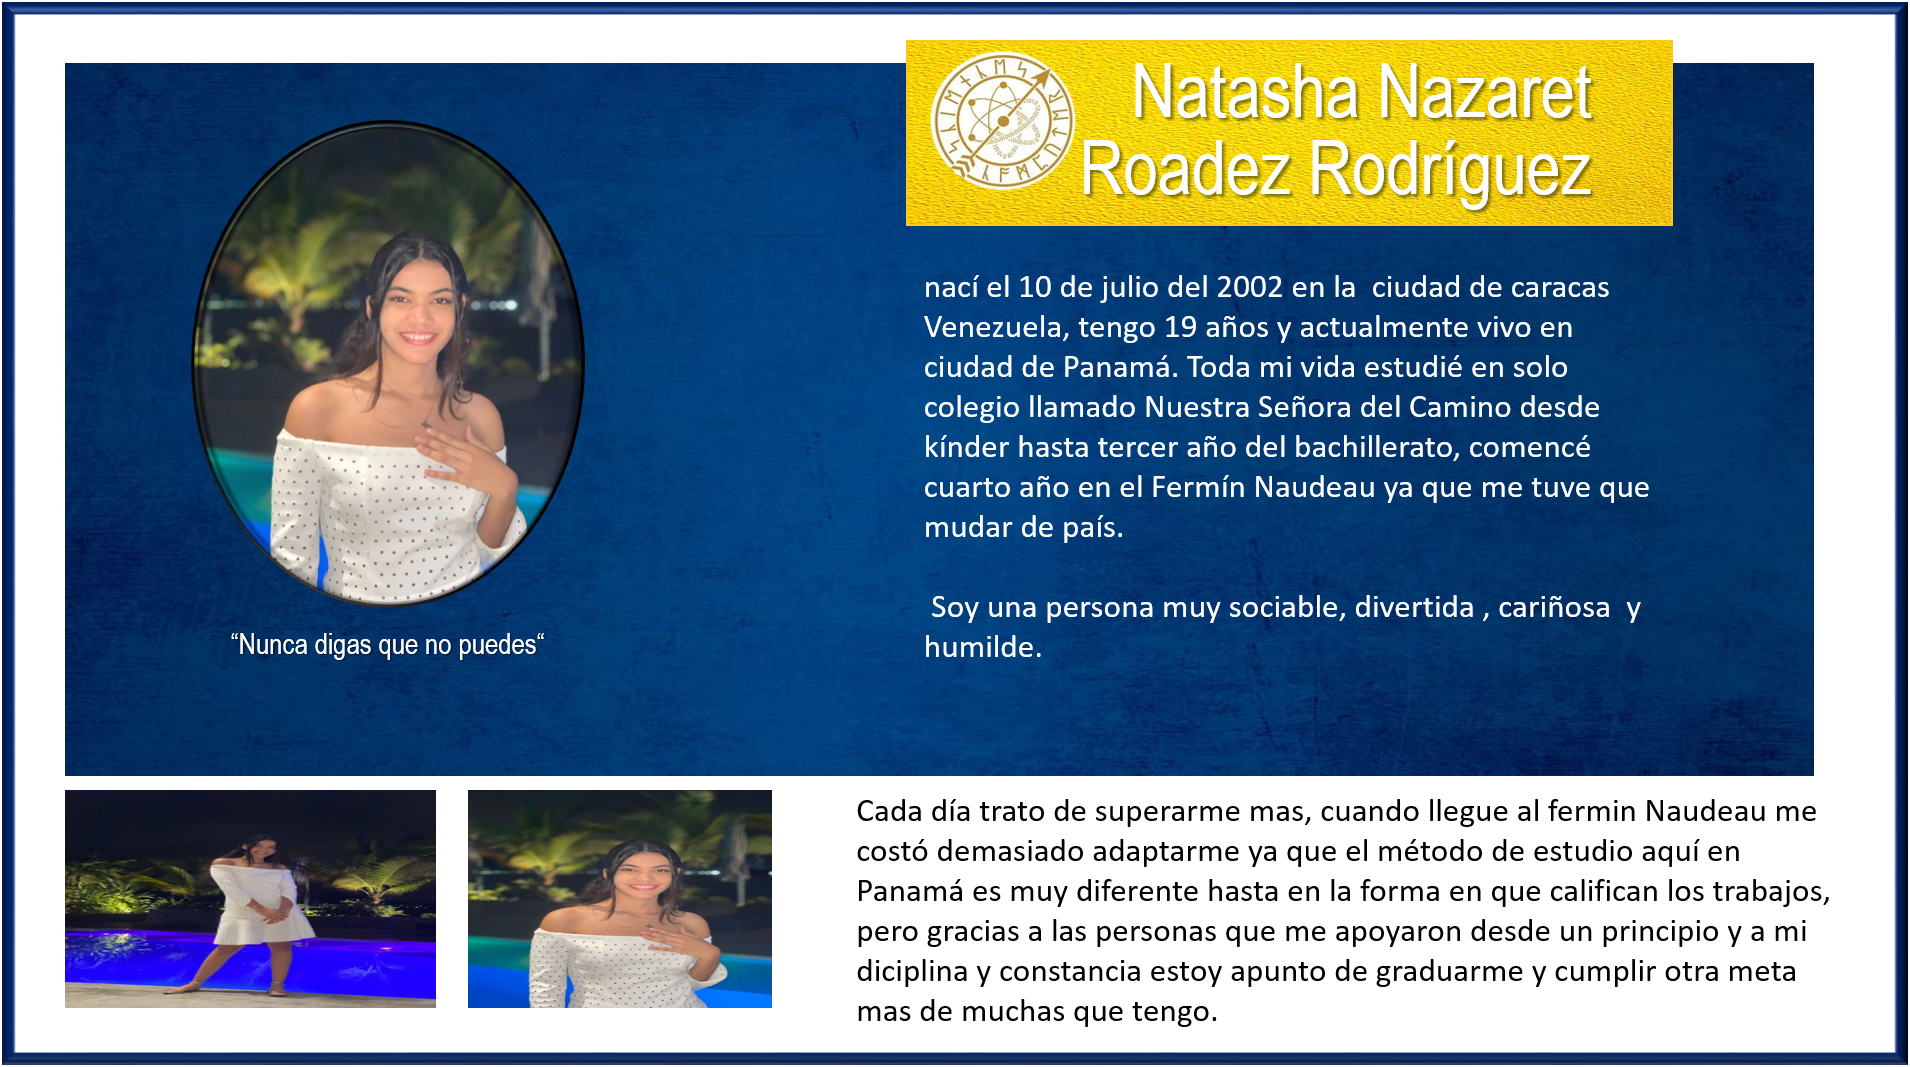 Natasha Nazaret
Roadez Rodríguez
nací el 10 de julio del 2002 en la  ciudad de caracas
Venezuela, tengo 19 años y actualmente vivo en
ciudad de Panamá. Toda mi vida estudié en solo
colegio llamado Nuestra Señora del Camino desde
kínder hasta tercer año del bachillerato, comencé
cuarto año en el Fermín Naudeau ya que me tuve que
mudar de país.
Soy una persona muy sociable, divertida , cariñosa  y
humilde.
“Nunca digas que no puedes“
Cada día trato de superarme mas, cuando llegue al fermin Naudeau me
costó demasiado adaptarme ya que el método de estudio aquí en
Panamá es muy diferente hasta en la forma en que califican los trabajos,
pero gracias a las personas que me apoyaron desde un principio y a mi
diciplina y constancia estoy apunto de graduarme y cumplir otra meta
mas de muchas que tengo.